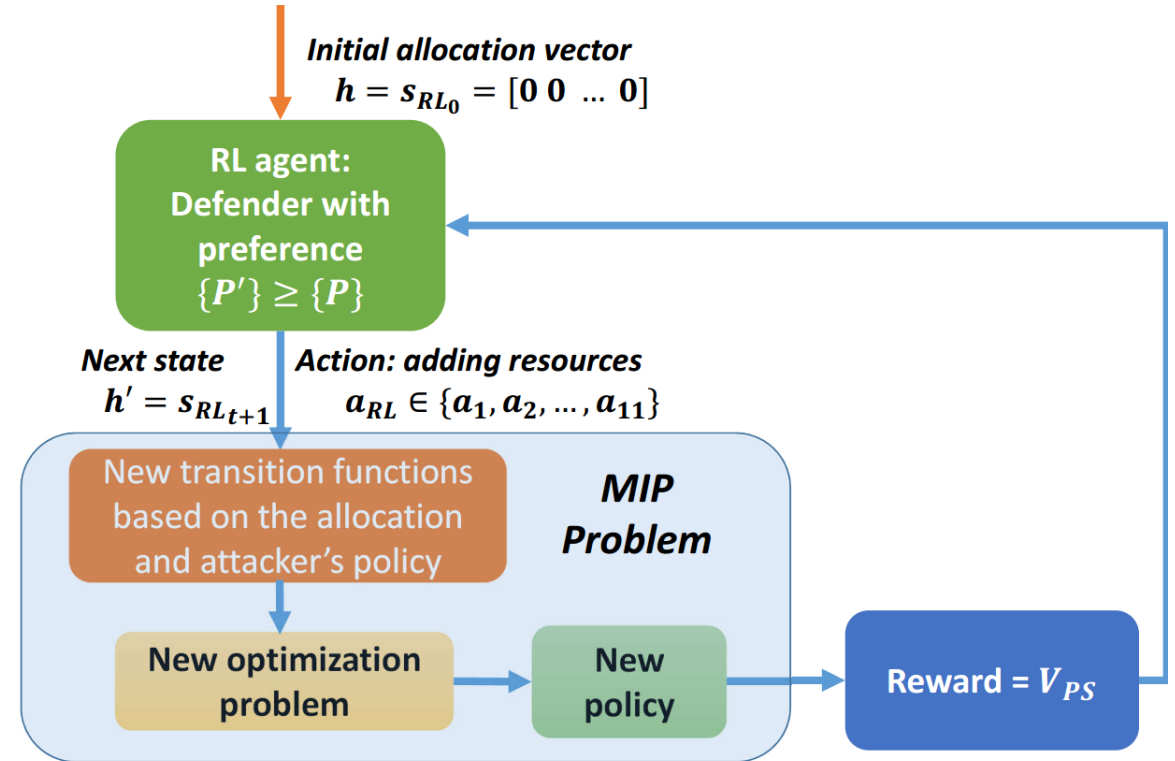 Initial allocation vector
h = s_{RL_0} = [0 0 … 0]
RL agent:
Defender with
preference
{P'} ≥ {P}
Next state
h' = s_{RL_{t+1}}
Action: adding resources
a_{RL} ∈ {a_1, a_2, …, a_{11}}
New transition functions
based on the allocation
and attacker's policy
MIP
Problem
New optimization
problem
New
policy
Reward = V_{PS}